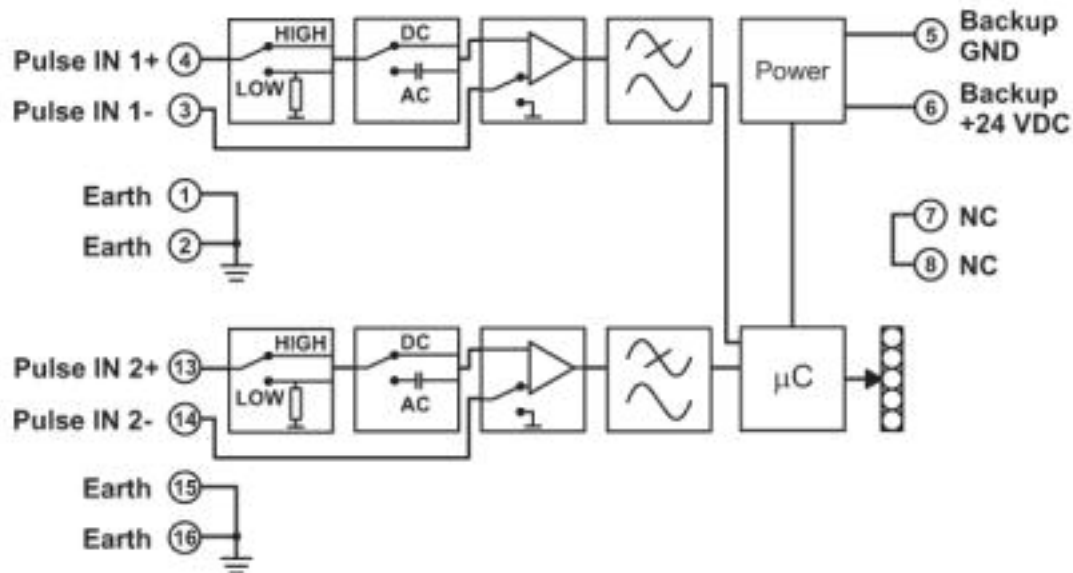 HIGH
DC
5 Backup
GND
Pulse IN 1+ 4
Power
LOW
AC
6 Backup
+24 VDC
Pulse IN 1- 3
Earth 1
7 NC
Earth 2
8 NC
HIGH
DC
Pulse IN 2+ 13
µC
LOW
AC
Pulse IN 2- 14
Earth 15
Earth 16